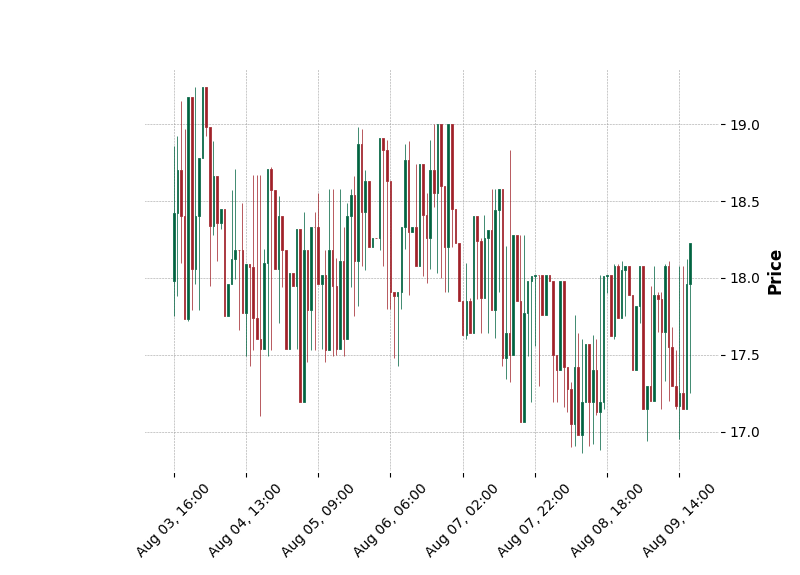 19.0
18.5
18.0
17.5
17.0
Price
Aug 03, 16:00
Aug 04, 13:00
Aug 05, 09:00
Aug 06, 06:00
Aug 07, 02:00
Aug 07, 22:00
Aug 08, 18:00
Aug 09, 14:00